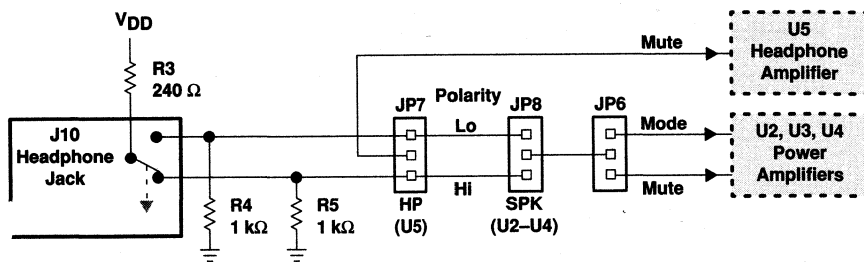 VDD
R3
240 Ω
J10
Headphone
Jack
R4
1 kΩ
R5
1 kΩ
JP7
Polarity
JP8
JP6
Lo
Hi
HP
(U5)
SPK
(U2–U4)
Mute
Mode
Mute
U5
Headphone
Amplifier
U2, U3, U4
Power
Amplifiers